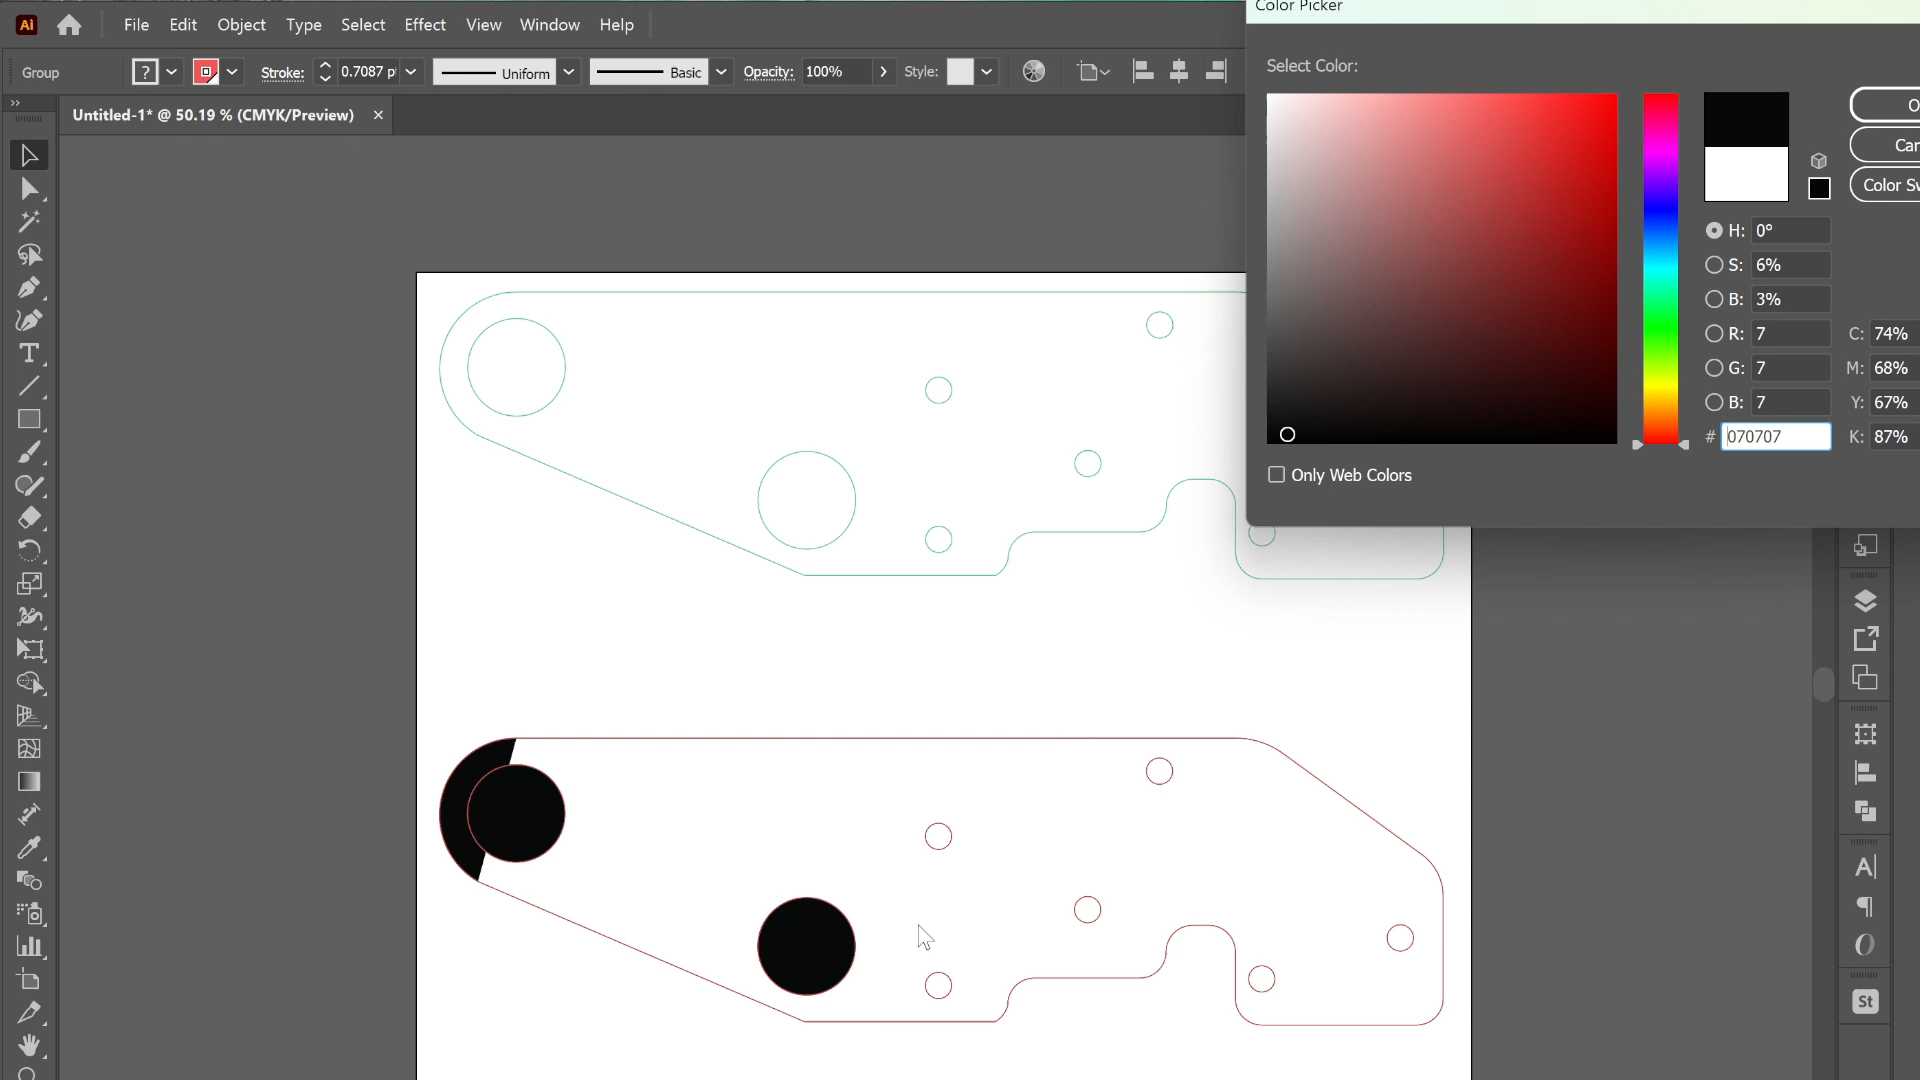 Color Picker
Ai File Edit Object Type Select Effect View Window Help
Group ? Stroke: 0.7087 p Uniform Basic Opacity: 100% Style:
Untitled-1* @ 50.19 % (CMYK/Preview) ×
Select Color:
O
Can
Color Sw
H: 0°
S: 6%
B: 3%
R: 7 C: 74%
G: 7 M: 68%
B: 7 Y: 67%
# 070707 K: 87%
Only Web Colors
St